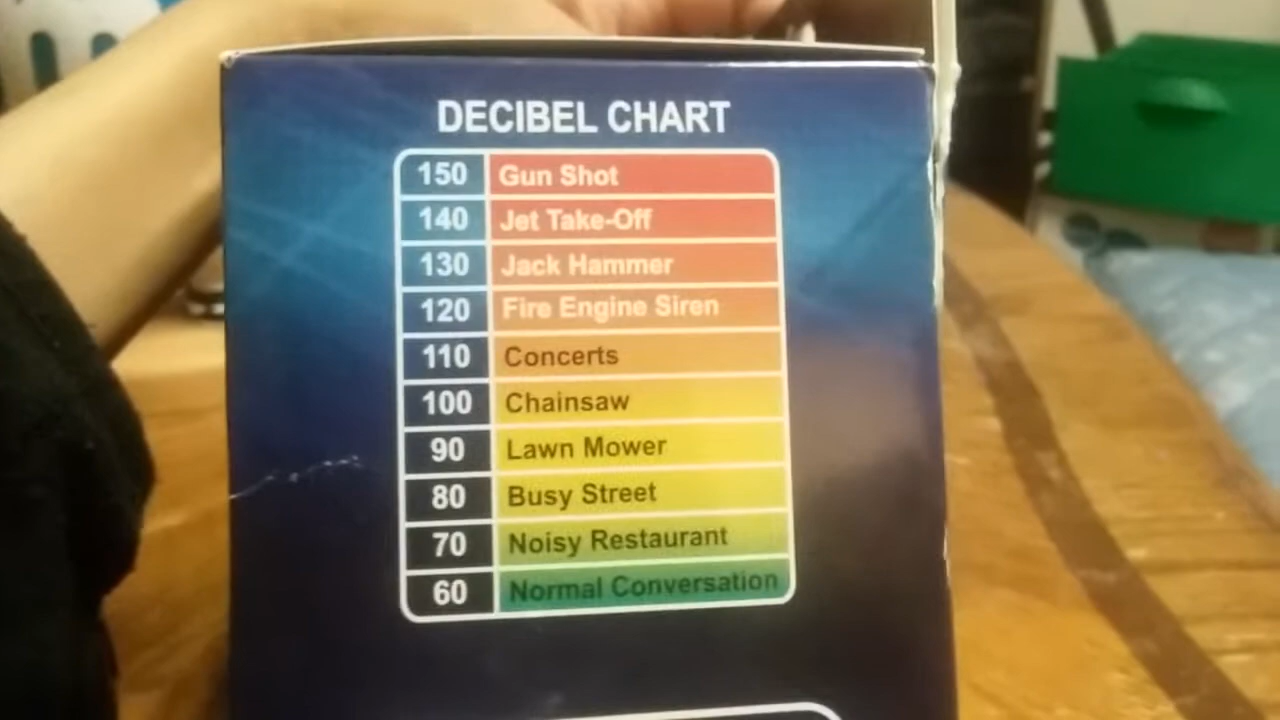 DECIBEL CHART
150 Gun Shot
140 Jet Take-Off
130 Jack Hammer
120 Fire Engine Siren
110 Concerts
100 Chainsaw
90 Lawn Mower
80 Busy Street
70 Noisy Restaurant
60 Normal Conversation